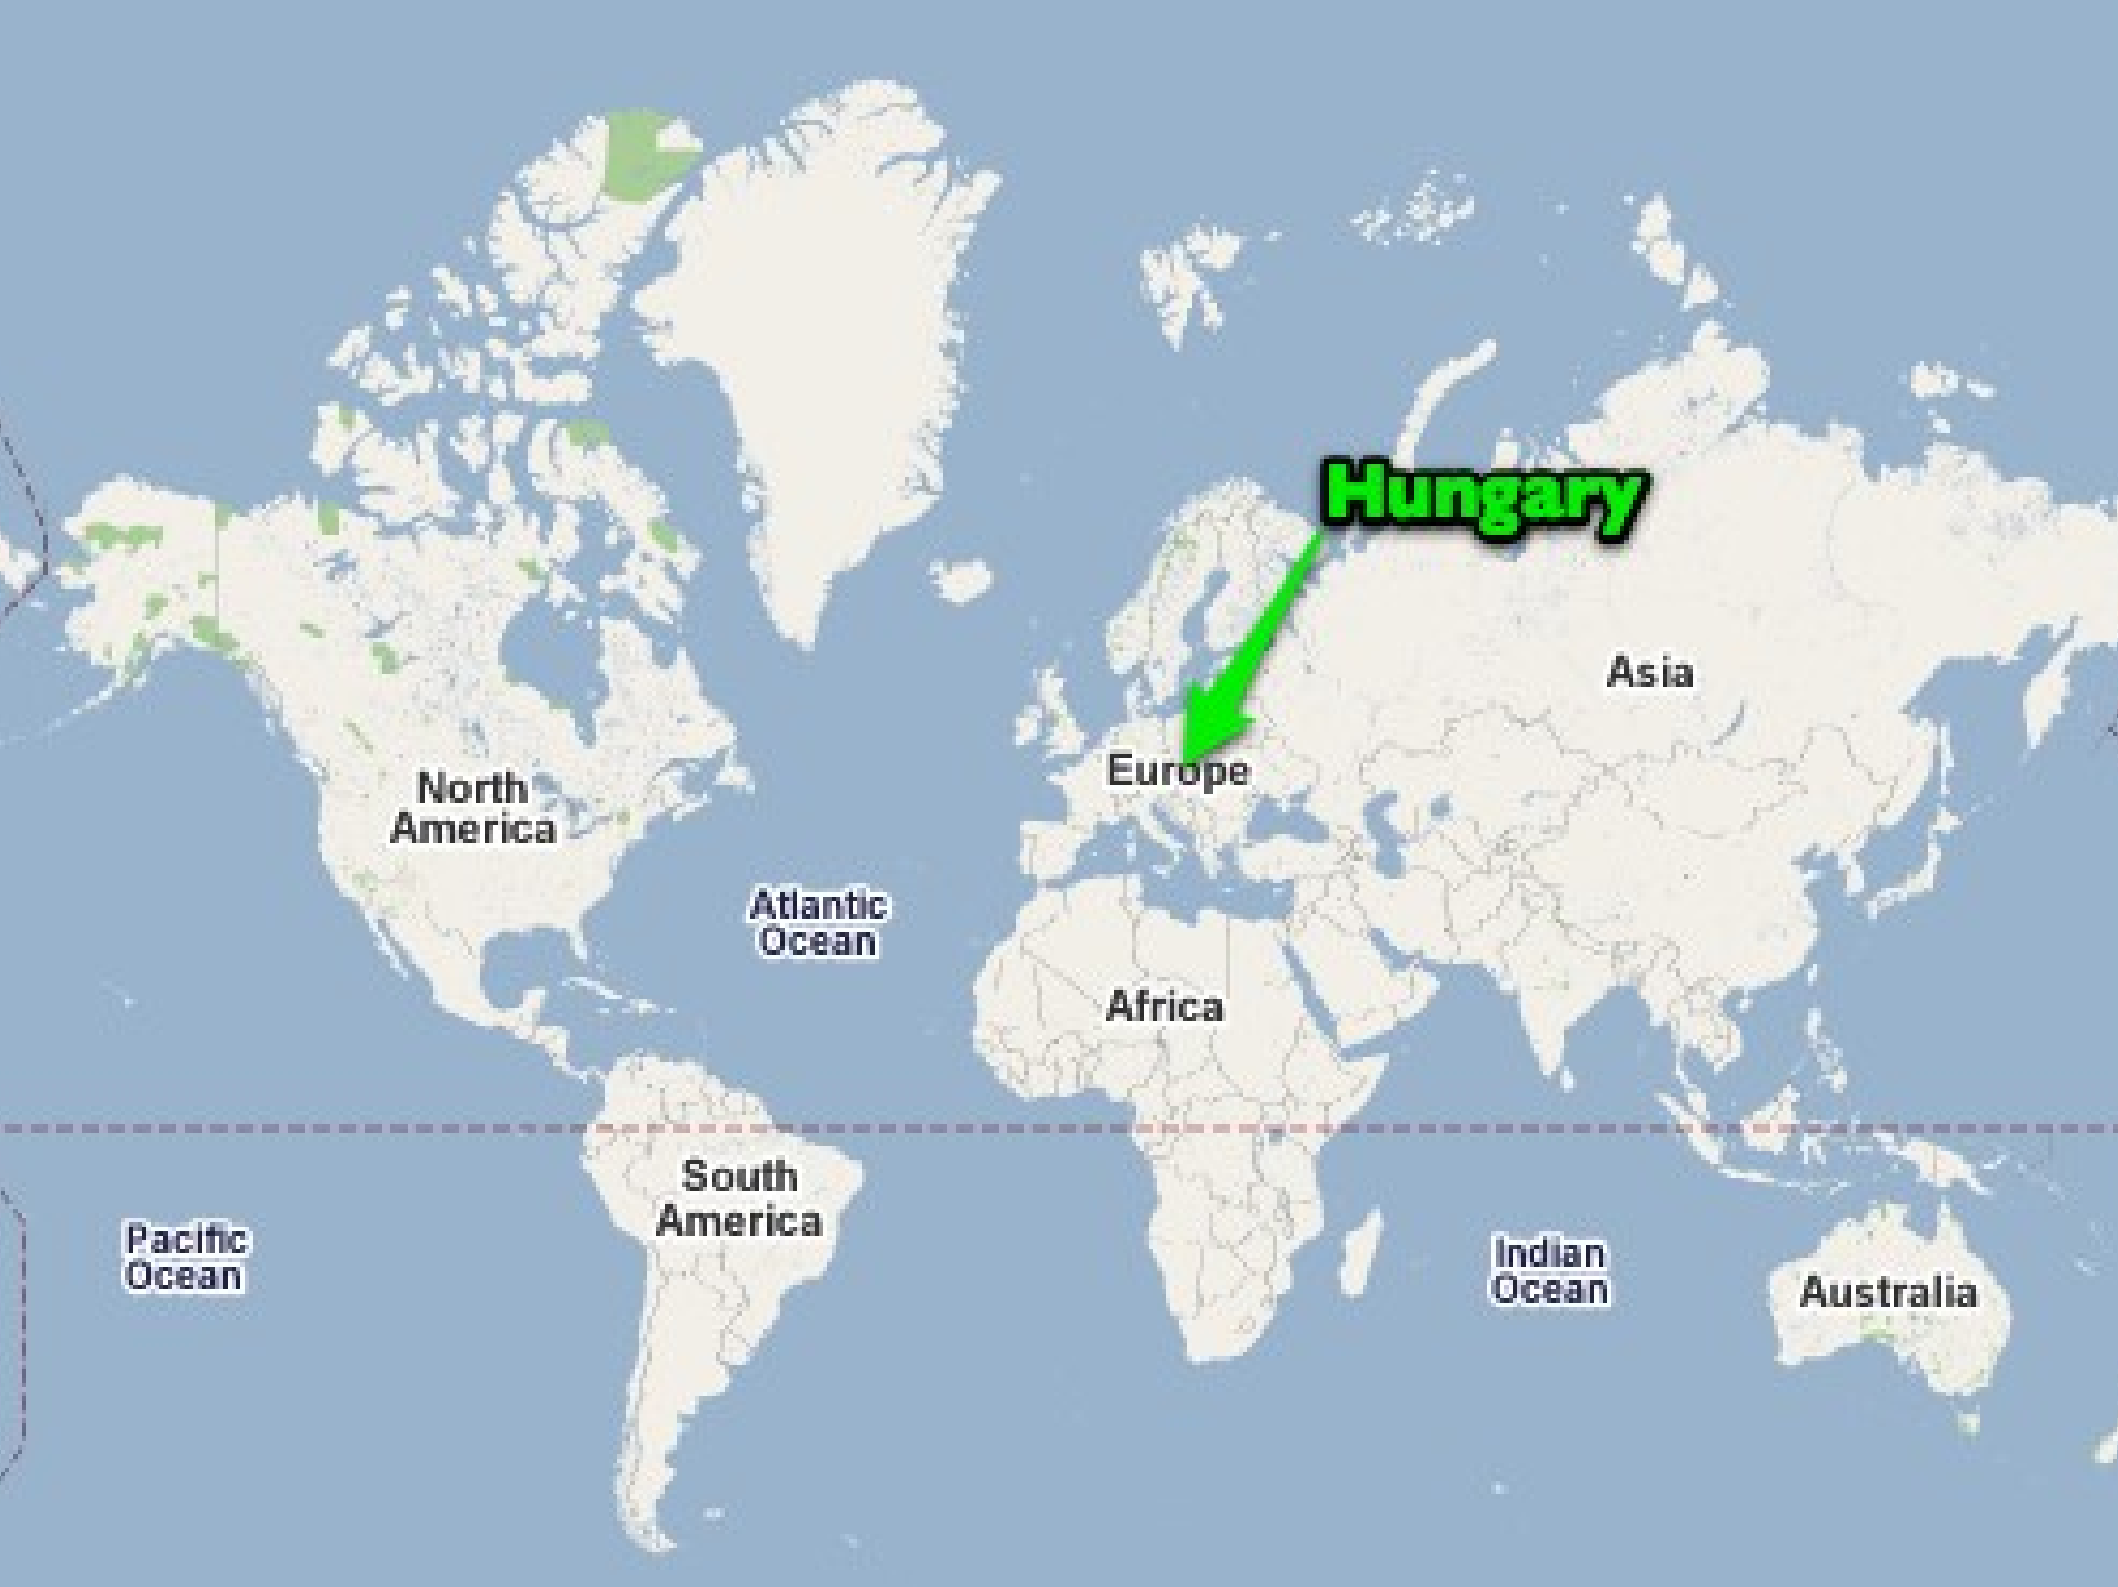 Hungary
Asia
Europe
North
America
Atlantic
Ocean
Africa
South
America
Pacific
Ocean
Indian
Ocean
Australia